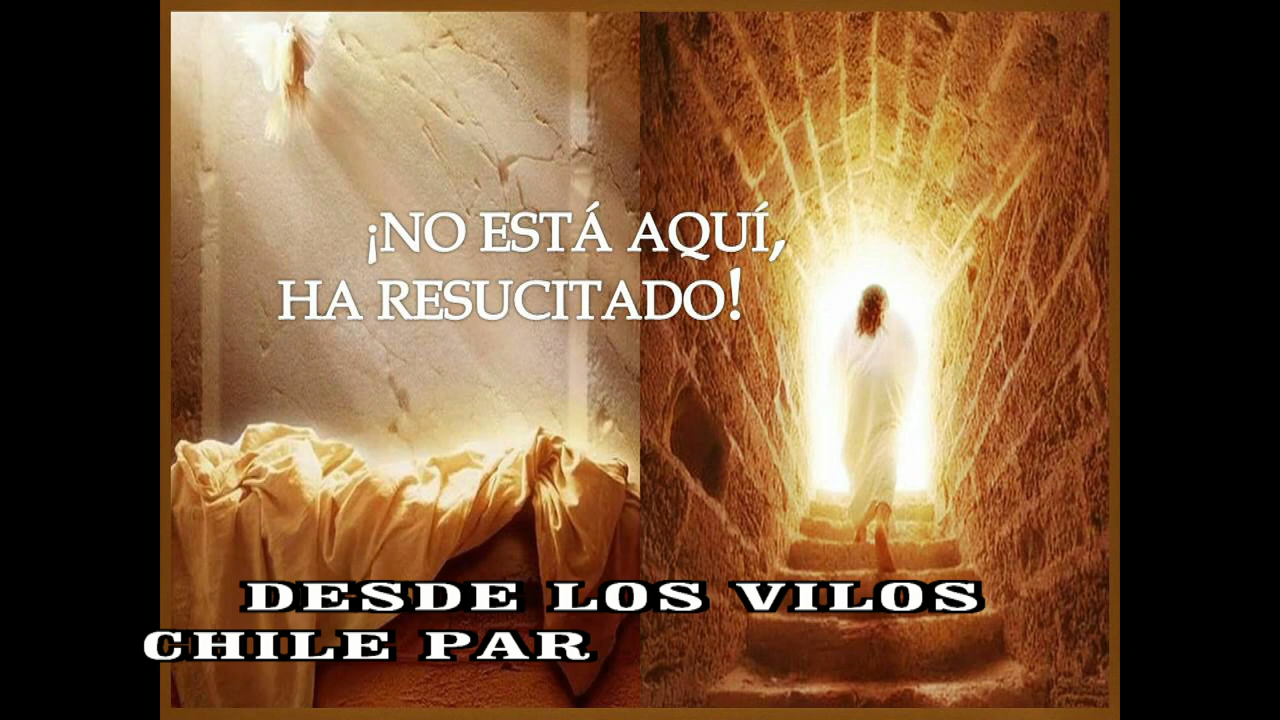 ¡NO ESTÁ AQUÍ,
HA RESUCITADO!
DESDE LOS VILOS
CHILE PAR